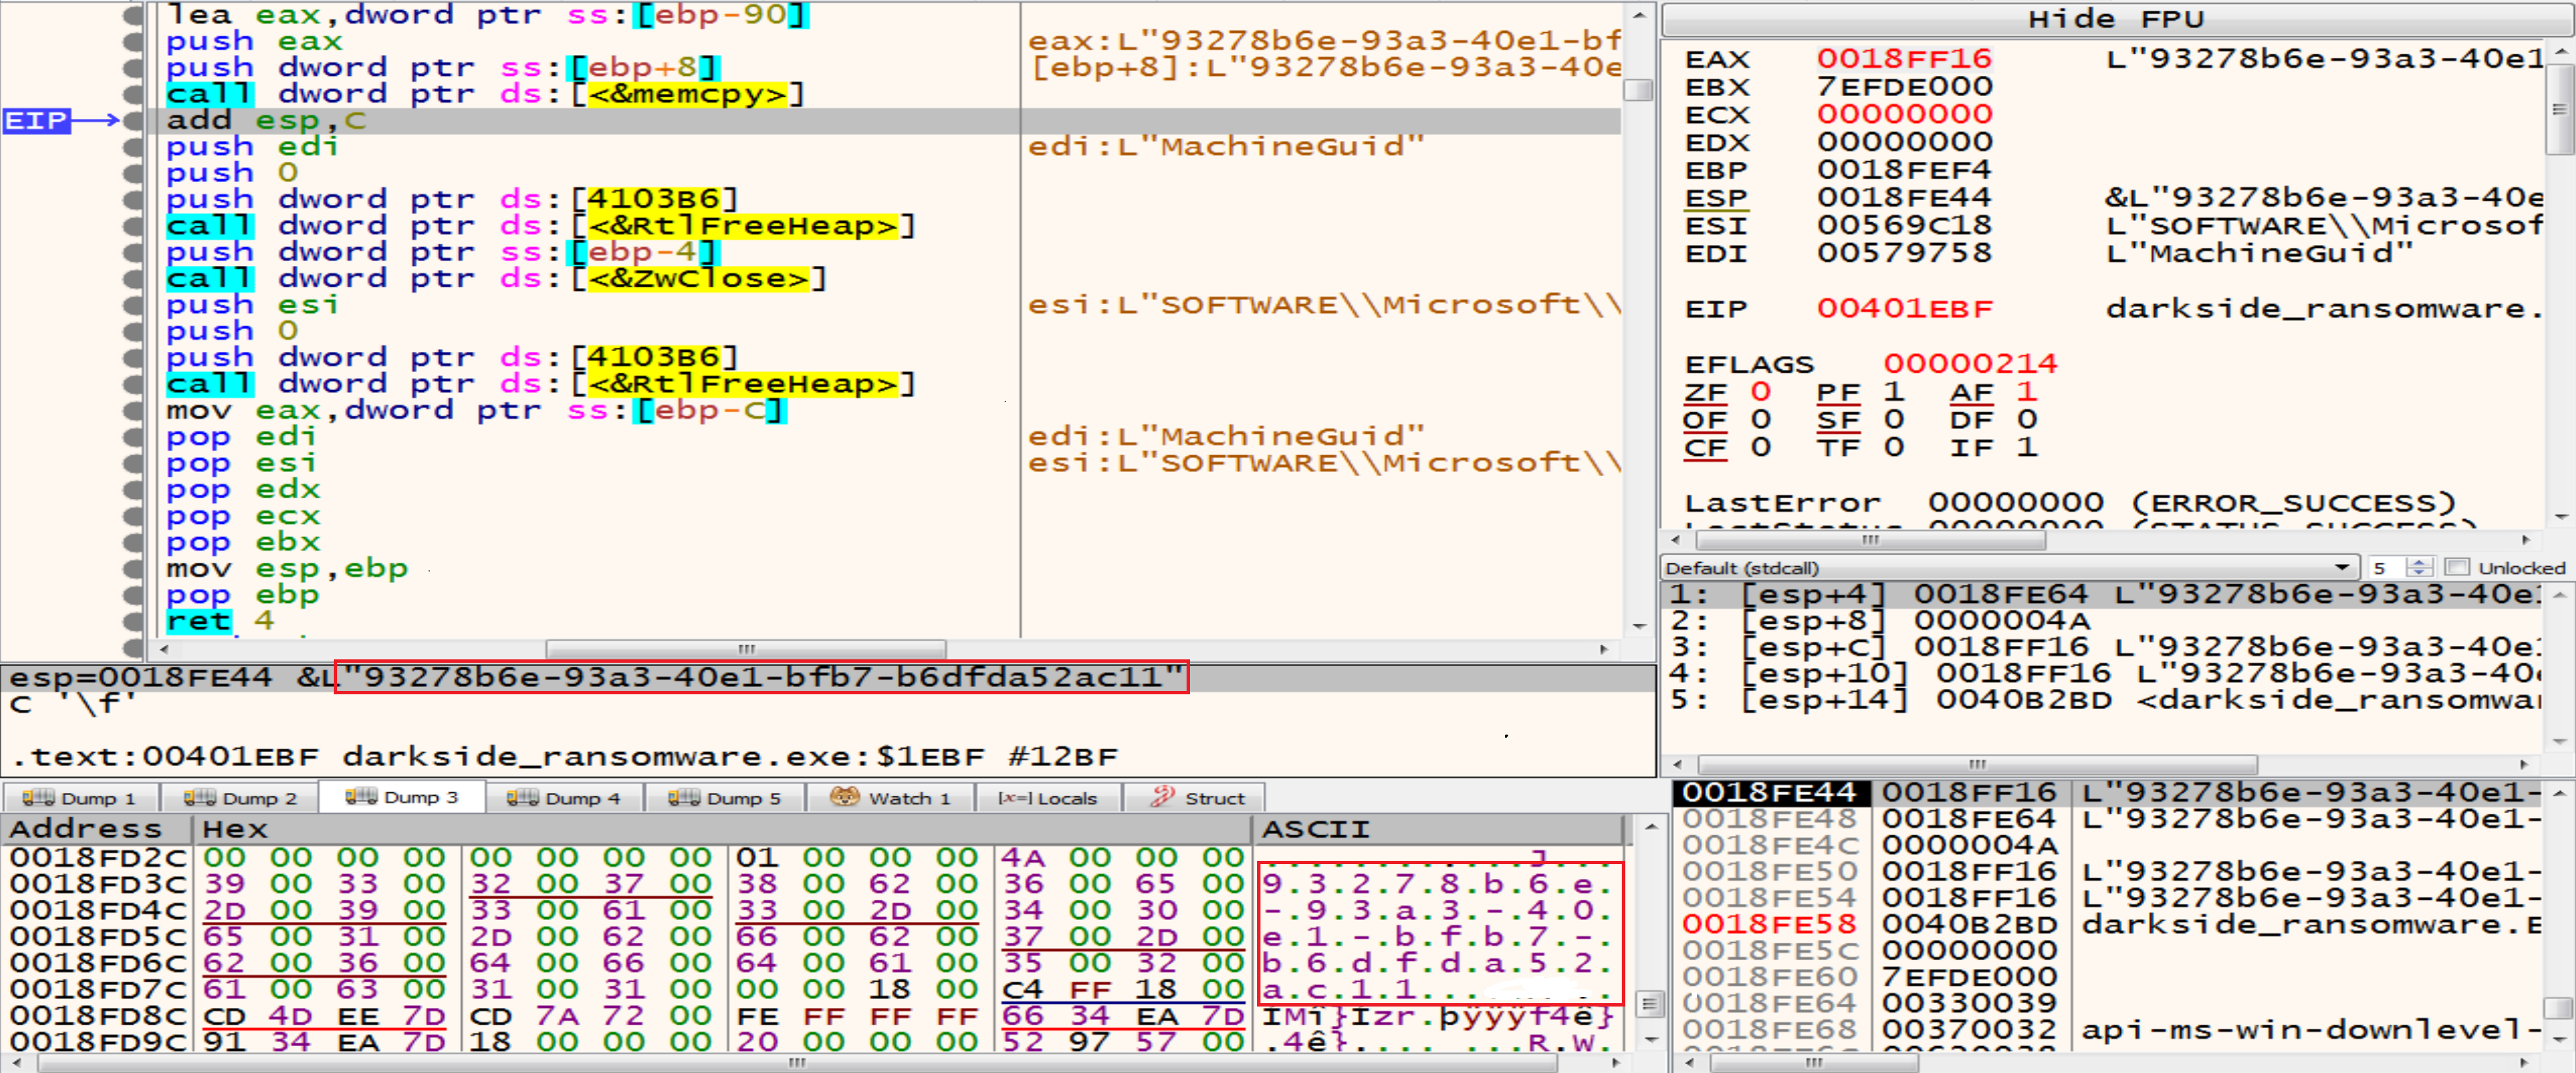 lea eax,dword ptr ss:[ebp-90]
push eax eax:L"93278b6e-93a3-40e1-bf
push dword ptr ss:[ebp+8] [ebp+8]:L"93278b6e-93a3-40e
call dword ptr ds:[<&memcpy>]
EIP add esp,C
push edi edi:L"MachineGuid"
push 0
push dword ptr ds:[4103B6]
call dword ptr ds:[<&RtlFreeHeap>]
push dword ptr ss:[ebp-4]
call dword ptr ds:[<&ZwClose>]
push esi esi:L"SOFTWARE\\Microsoft\\
push 0
push dword ptr ds:[4103B6]
call dword ptr ds:[<&RtlFreeHeap>]
mov eax,dword ptr ss:[ebp-C]
pop edi edi:L"MachineGuid"
pop esi esi:L"SOFTWARE\\Microsoft\\
pop edx
pop ecx
pop ebx
mov esp,ebp
pop ebp
ret 4
Hide FPU
EAX 0018FF16 L"93278b6e-93a3-40e1
EBX 7EFDE000
ECX 00000000
EDX 00000000
EBP 0018FEF4
ESP 0018FE44 &L"93278b6e-93a3-40e
ESI 00569C18 L"SOFTWARE\\Microsof
EDI 00579758 L"MachineGuid"
EIP 00401EBF darkside_ransomware.
EFLAGS 00000214
ZF 0 PF 1 AF 1
OF 0 SF 0 DF 0
CF 0 TF 0 IF 1
LastError 00000000 (ERROR_SUCCESS)
LastStatus 00000000 (STATUS_SUCCESS)
Default (stdcall) 5 Unlocked
1: [esp+4] 0018FE64 L"93278b6e-93a3-40e
2: [esp+8] 0000004A
3: [esp+C] 0018FF16 L"93278b6e-93a3-40e
4: [esp+10] 0018FF16 L"93278b6e-93a3-40
5: [esp+14] 0040B2BD <darkside_ransomwa
esp=0018FE44 &L"93278b6e-93a3-40e1-bfb7-b6dfda52ac11"
C '\f'
.text:00401EBF darkside_ransomware.exe:$1EBF #12BF
Dump 1 Dump 2 Dump 3 Dump 4 Dump 5 Watch 1 [x=] Locals Struct
Address Hex ASCII
0018FD2C 00 00 00 00 00 00 00 00 01 00 00 00 4A 00 00 00 ............J...
0018FD3C 39 00 33 00 32 00 37 00 38 00 62 00 36 00 65 00 9.3.2.7.8.b.6.e.
0018FD4C 2D 00 39 00 33 00 61 00 33 00 2D 00 34 00 30 00 -.9.3.a.3.-.4.0.
0018FD5C 65 00 31 00 2D 00 62 00 66 00 62 00 37 00 2D 00 e.1.-.b.f.b.7.-.
0018FD6C 62 00 36 00 64 00 66 00 64 00 61 00 35 00 32 00 b.6.d.f.d.a.5.2.
0018FD7C 61 00 63 00 31 00 31 00 00 00 18 00 C4 FF 18 00 a.c.1.1... .
0018FD8C CD 4D EE 7D CD 7A 72 00 FE FF FF FF 66 34 EA 7D ÍMî}Ízr.þÿÿÿf4ê}
0018FD9C 91 34 EA 7D 18 00 00 00 20 00 00 00 52 97 57 00 .4ê}.... ...R.W.
0018FE44 0018FF16 L"93278b6e-93a3-40e1-
0018FE48 0018FE64 L"93278b6e-93a3-40e1-
0018FE4C 0000004A
0018FE50 0018FF16 L"93278b6e-93a3-40e1-
0018FE54 0018FF16 L"93278b6e-93a3-40e1-
0018FE58 0040B2BD darkside_ransomware.E
0018FE5C 00000000
0018FE60 7EFDE000
0018FE64 00330039
0018FE68 00370032 api-ms-win-downlevel-